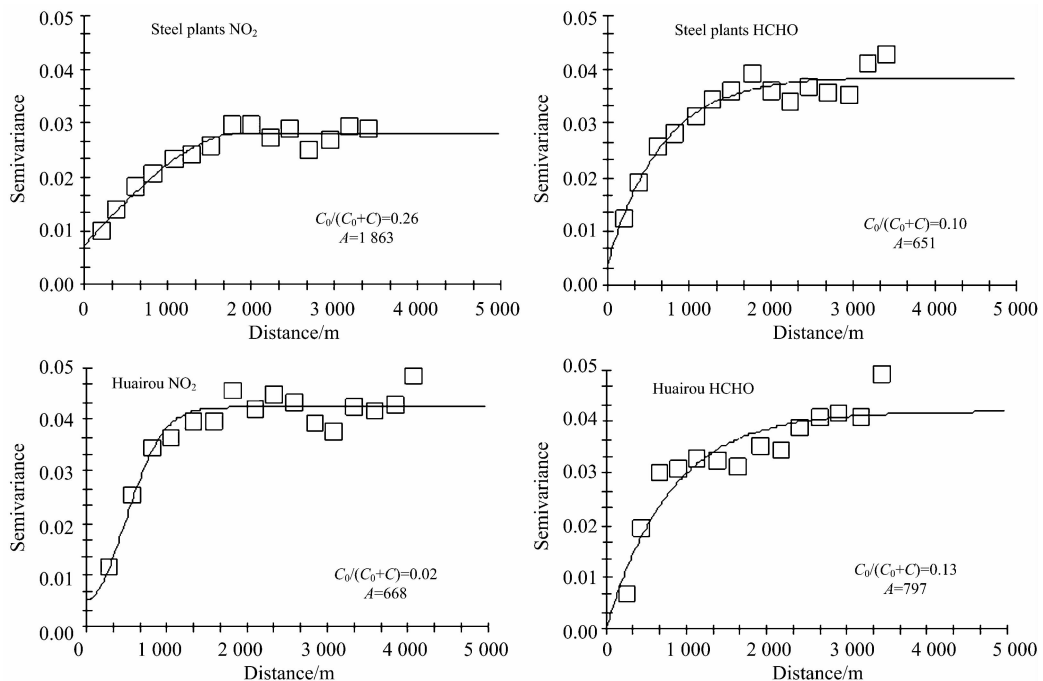 Steel plants NO₂
Semivariance
0.05
0.04
0.03
0.02
0.01
0.00
C₀/(C₀+C)=0.26
A=1 863
0 1 000 2 000 3 000 4 000 5 000
Distance/m
Steel plants HCHO
Semivariance
0.05
0.04
0.03
0.02
0.01
0.00
C₀/(C₀+C)=0.10
A=651
0 1 000 2 000 3 000 4 000 5 000
Distance/m
Huairou NO₂
Semivariance
0.05
0.04
0.03
0.02
0.01
0.00
C₀/(C₀+C)=0.02
A=668
0 1 000 2 000 3 000 4 000 5 000
Distance/m
Huairou HCHO
Semivariance
0.05
0.04
0.03
0.02
0.01
0.00
C₀/(C₀+C)=0.13
A=797
0 1 000 2 000 3 000 4 000 5 000
Distance/m